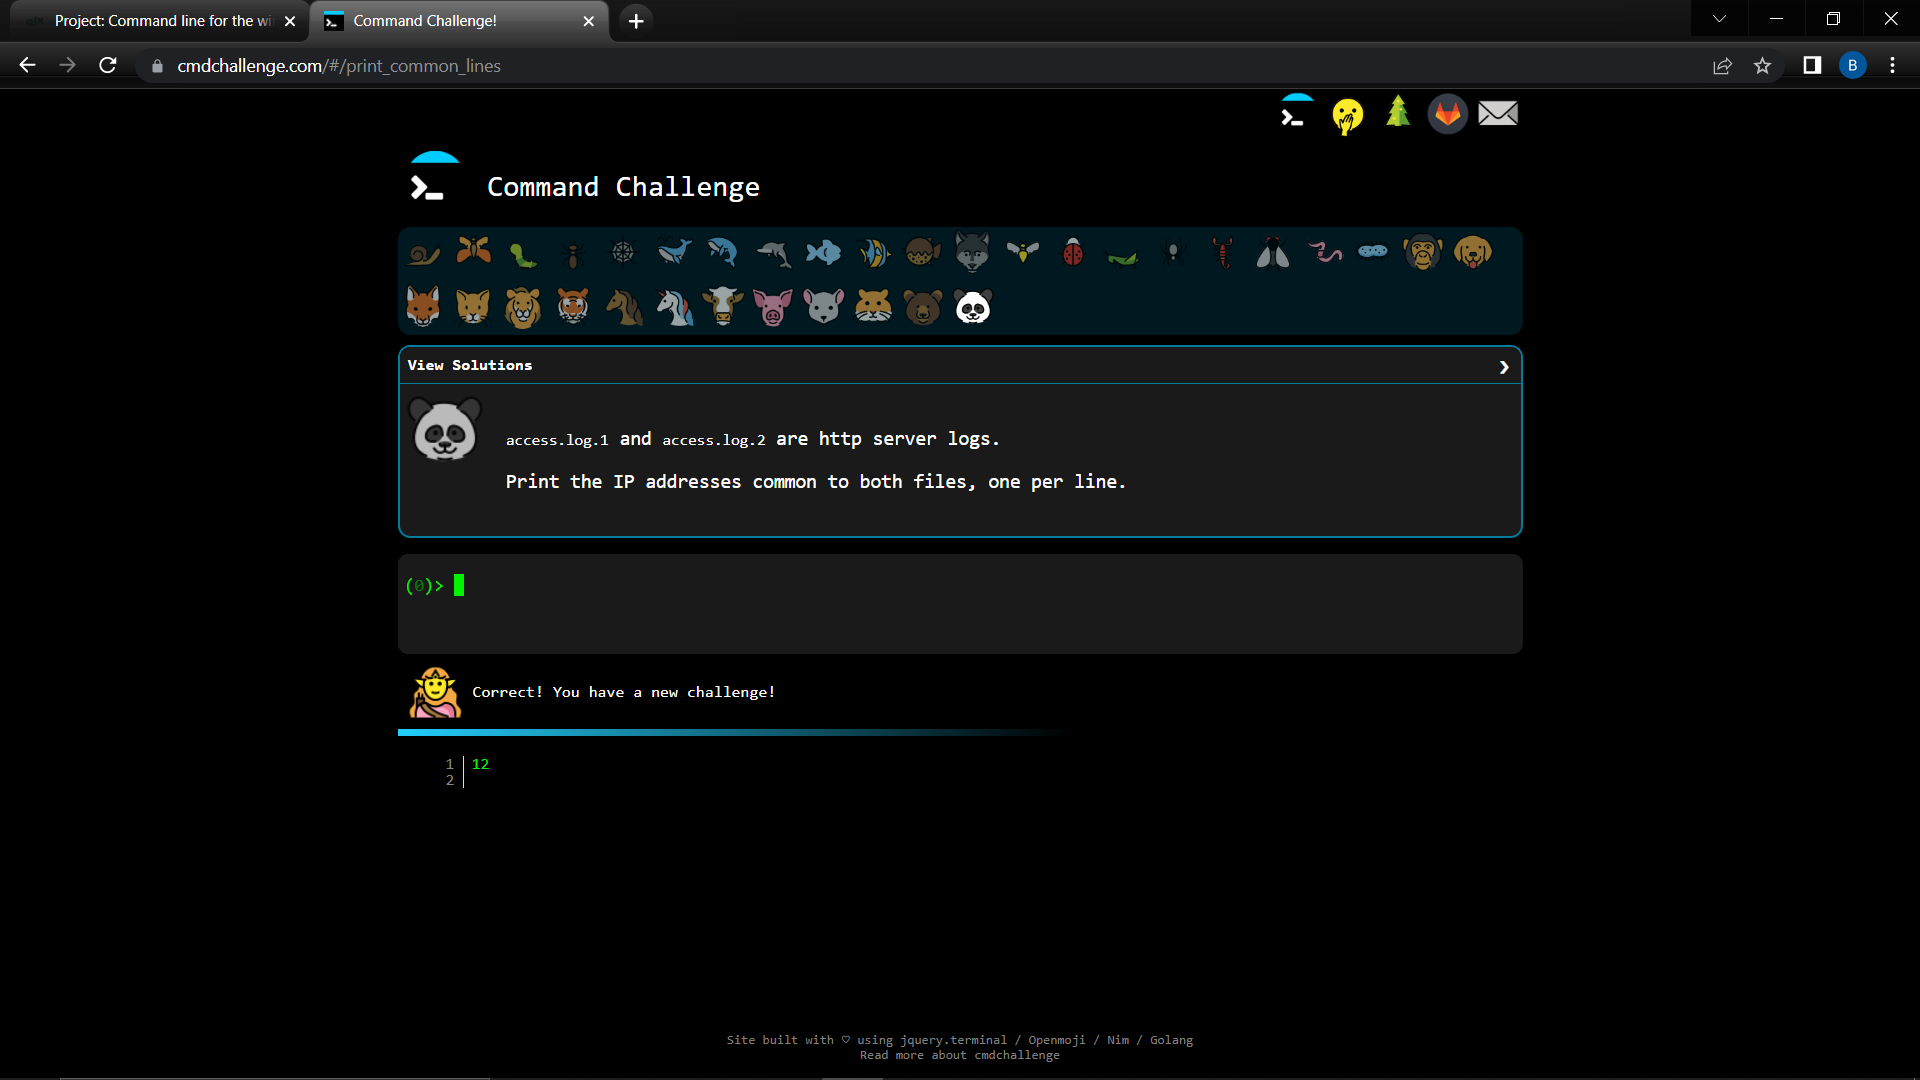 Project: Command line for the wi
Command Challenge!
cmdchallenge.com/#/print_common_lines
B
Command Challenge
View Solutions
access.log.1 and access.log.2 are http server logs.
Print the IP addresses common to both files, one per line.
(0)>
Correct! You have a new challenge!
1 12
2
Site built with ♡ using jquery.terminal / Openmoji / Nim / Golang
Read more about cmdchallenge